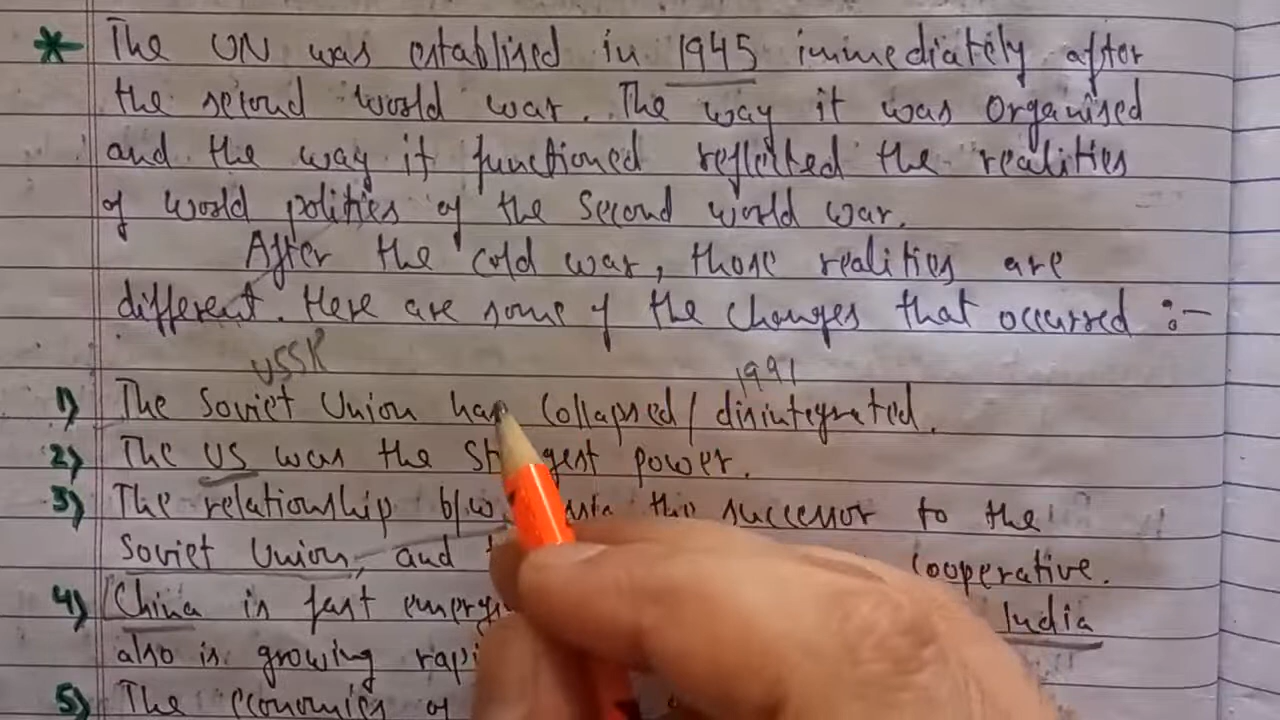 * The UN was establised in 1945 immediately after
the second world war. The way it was Organised
and the way it functioned reflected the realities
of world politics of the Second world war.
After the Cold war, those realities are
different. Here are some of the changes that occurred :-
USSR 1991
1) The Soviet Union has Collapsed/disintegrated.
2) The US was the power.
3) The relationship b/w this successor to the
Soviet Union, and Cooperative.
4) China is fast India
also is growing
5) The economies of